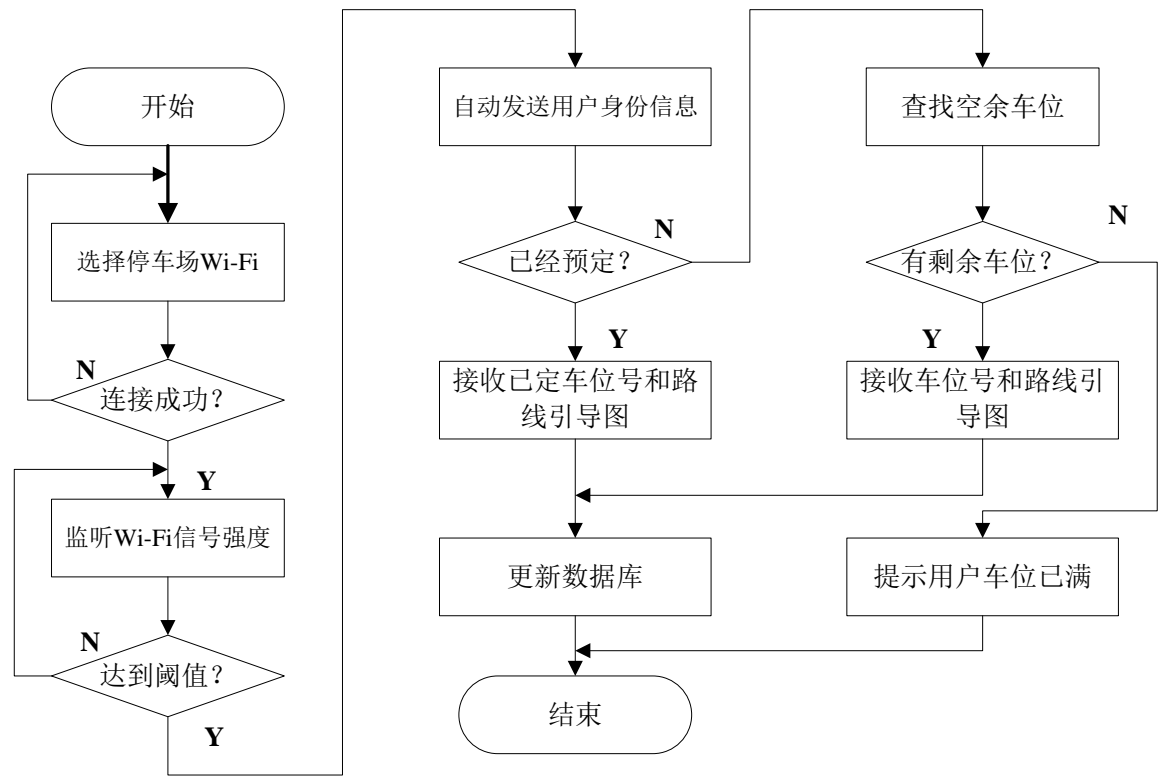 开始
选择停车场Wi-Fi
N
连接成功？
Y
监听Wi-Fi信号强度
N
达到阈值？
Y
自动发送用户身份信息
N
已经预定？
Y
接收已定车位号和路
线引导图
更新数据库
结束
查找空余车位
N
有剩余车位？
Y
接收车位号和路线引
导图
提示用户车位已满